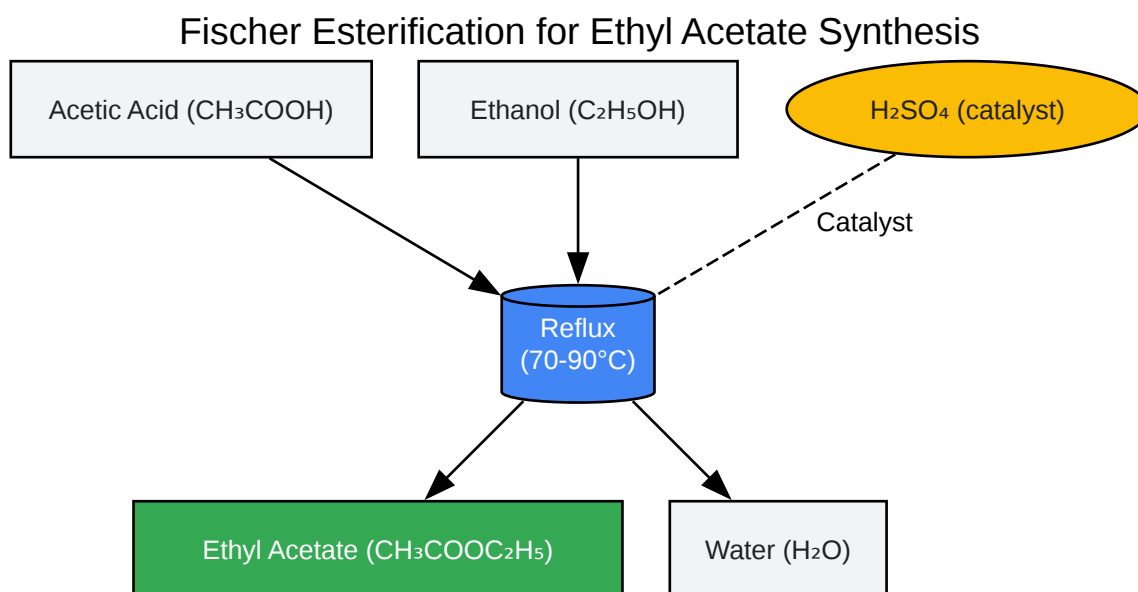 Fischer Esterification for Ethyl Acetate Synthesis
Acetic Acid (CH₃COOH)
Ethanol (C₂H₅OH)
H₂SO₄ (catalyst)
Catalyst
Reflux
(70-90°C)
Ethyl Acetate (CH₃COOC₂H₅)
Water (H₂O)